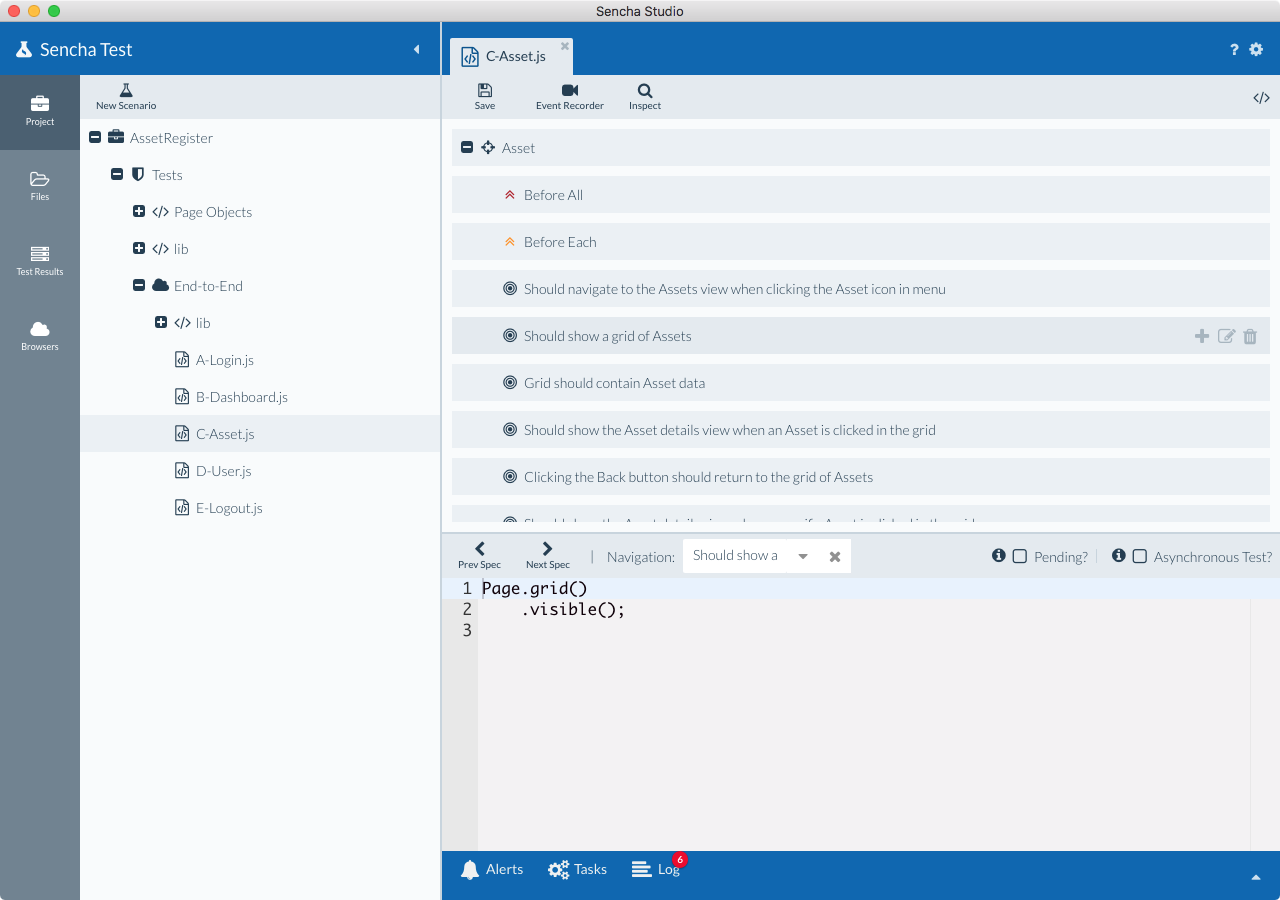 Sencha Studio
Sencha Test
C-Asset.js
?
New Scenario
Save
Event Recorder
Inspect
</>
Project
Files
Test Results
Browsers
AssetRegister
Tests
</> Page Objects
</> lib
End-to-End
</> lib
A-Login.js
B-Dashboard.js
C-Asset.js
D-User.js
E-Logout.js
Asset
Before All
Before Each
Should navigate to the Assets view when clicking the Asset icon in menu
Should show a grid of Assets
Grid should contain Asset data
Should show the Asset details view when an Asset is clicked in the grid
Clicking the Back button should return to the grid of Assets
Prev Spec
Next Spec
| Navigation:
Should show a
Pending?
Asynchronous Test?
1 Page.grid()
2 .visible();
3
Alerts
Tasks
Log
6